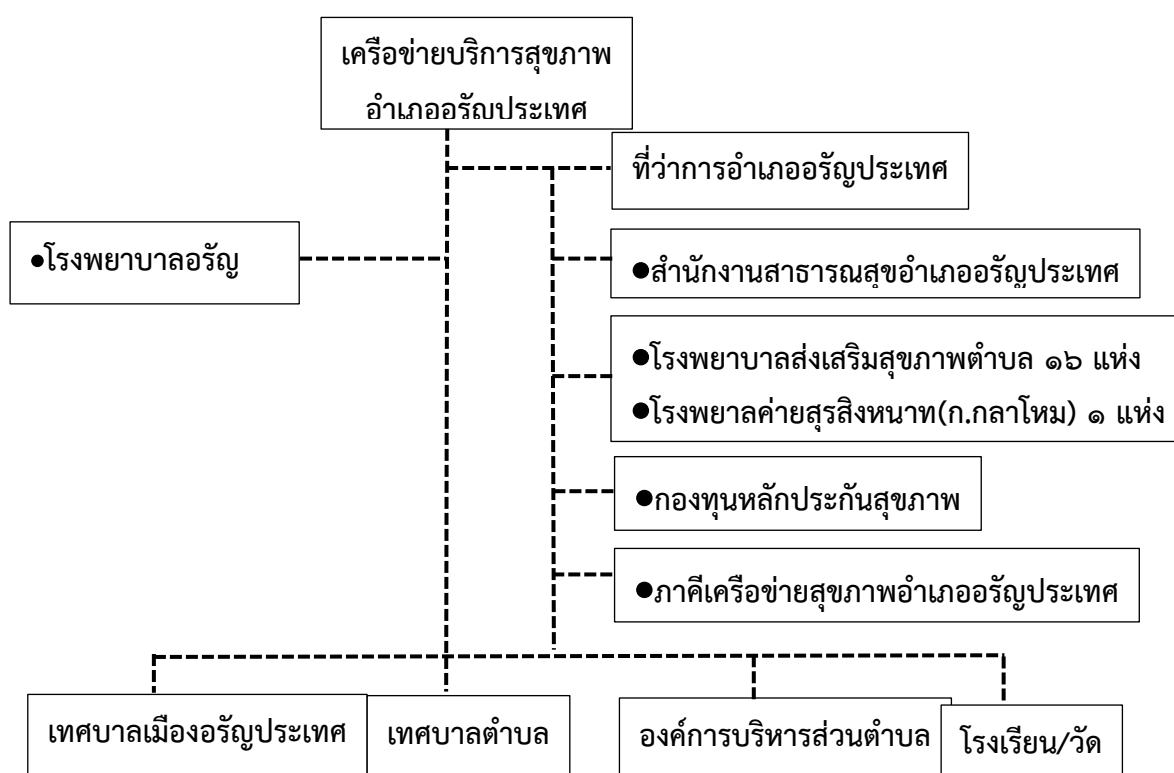 เครือข่ายบริการสุขภาพ
อำเภออรัญประเทศ
ที่ว่าการอำเภออรัญประเทศ
●โรงพยาบาลอรัญ
●สำนักงานสาธารณสุขอำเภออรัญประเทศ
●โรงพยาบาลส่งเสริมสุขภาพตำบล ๑๖ แห่ง
●โรงพยาลค่ายสุรสิงหนาท(ก.กลาโหม) ๑ แห่ง
●กองทุนหลักประกันสุขภาพ
●ภาคีเครือข่ายสุขภาพอำเภออรัญประเทศ
เทศบาลเมืองอรัญประเทศ
เทศบาลตำบล
องค์การบริหารส่วนตำบล
โรงเรียน/วัด